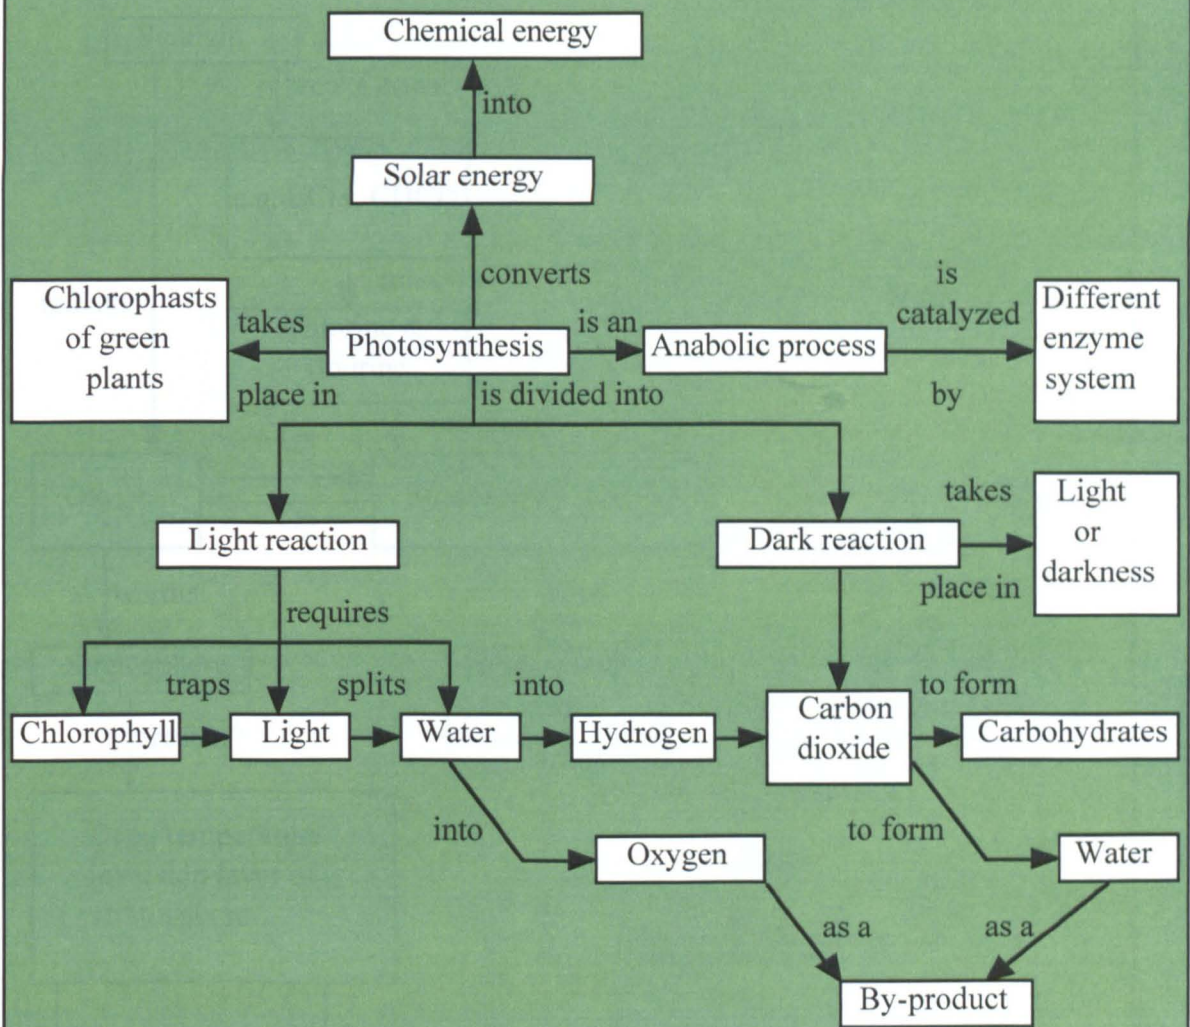 Chemical energy
into
Solar energy
converts
Chlorophasts
of green
plants
takes
place in
Photosynthesis
is an
Anabolic process
is
catalyzed
by
Different
enzyme
system
is divided into
Light reaction
Dark reaction
takes
place in
Light
or
darkness
requires
Chlorophyll
traps
Light
splits
Water
into
Hydrogen
Carbon
dioxide
to form
Carbohydrates
into
Oxygen
to form
Water
as a
as a
By-product